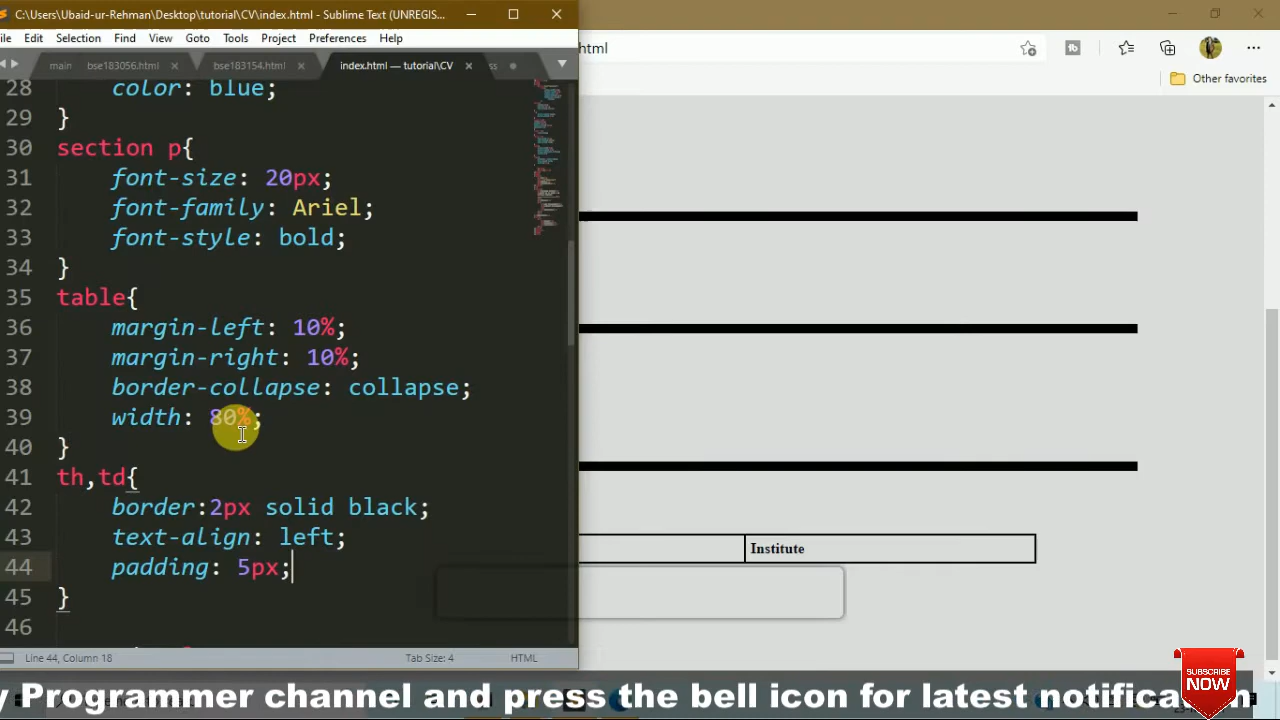 C:\Users\Ubaid-ur-Rehman\Desktop\tutorial\CV\index.html - Sublime Text (UNREGIS...
ile Edit Selection Find View Goto Tools Project Preferences Help
main bse183056.html bse183154.html index.html — tutorial\CV ss
html
Other favorites
28 color: blue;
29 }
30 section p{
31 font-size: 20px;
32 font-family: Ariel;
33 font-style: bold;
34 }
35 table{
36 margin-left: 10%;
37 margin-right: 10%;
38 border-collapse: collapse;
39 width: 80%;
40 }
41 th,td{
42 border:2px solid black;
43 text-align: left;
44 padding: 5px;
45 }
46
Institute
Line 44, Column 18 Tab Size: 4 HTML
y Programmer channel and press the bell icon for latest notification
SUBSCRIBE
NOW